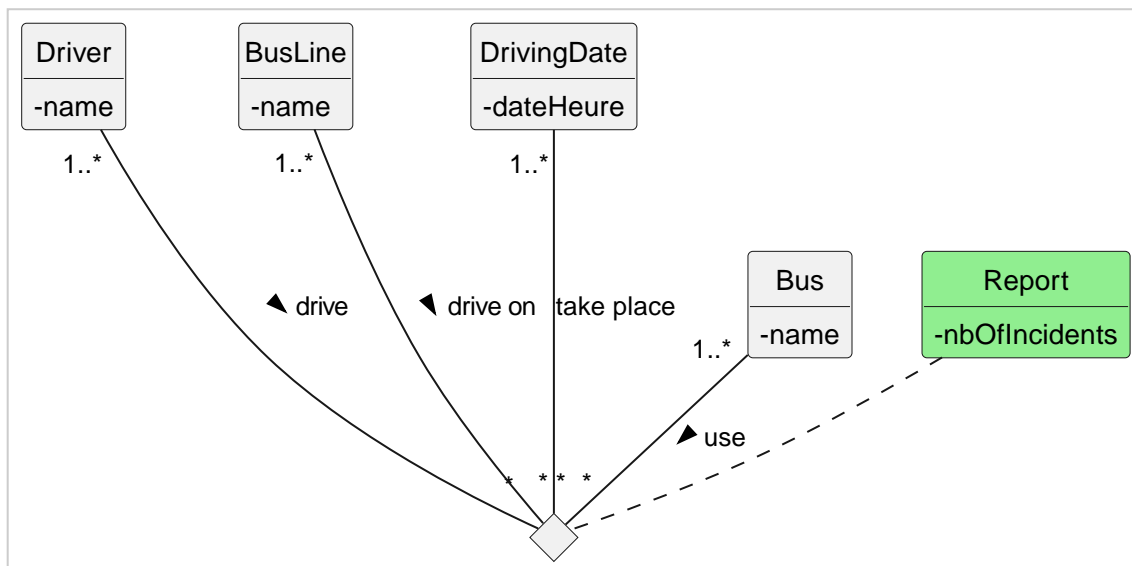 Driver
-name
BusLine
-name
DrivingDate
-dateHeure
1..*
1..*
1..*
Bus
-name
Report
-nbOfIncidents
drive
drive on
take place
1..*
use
*
*
*
*